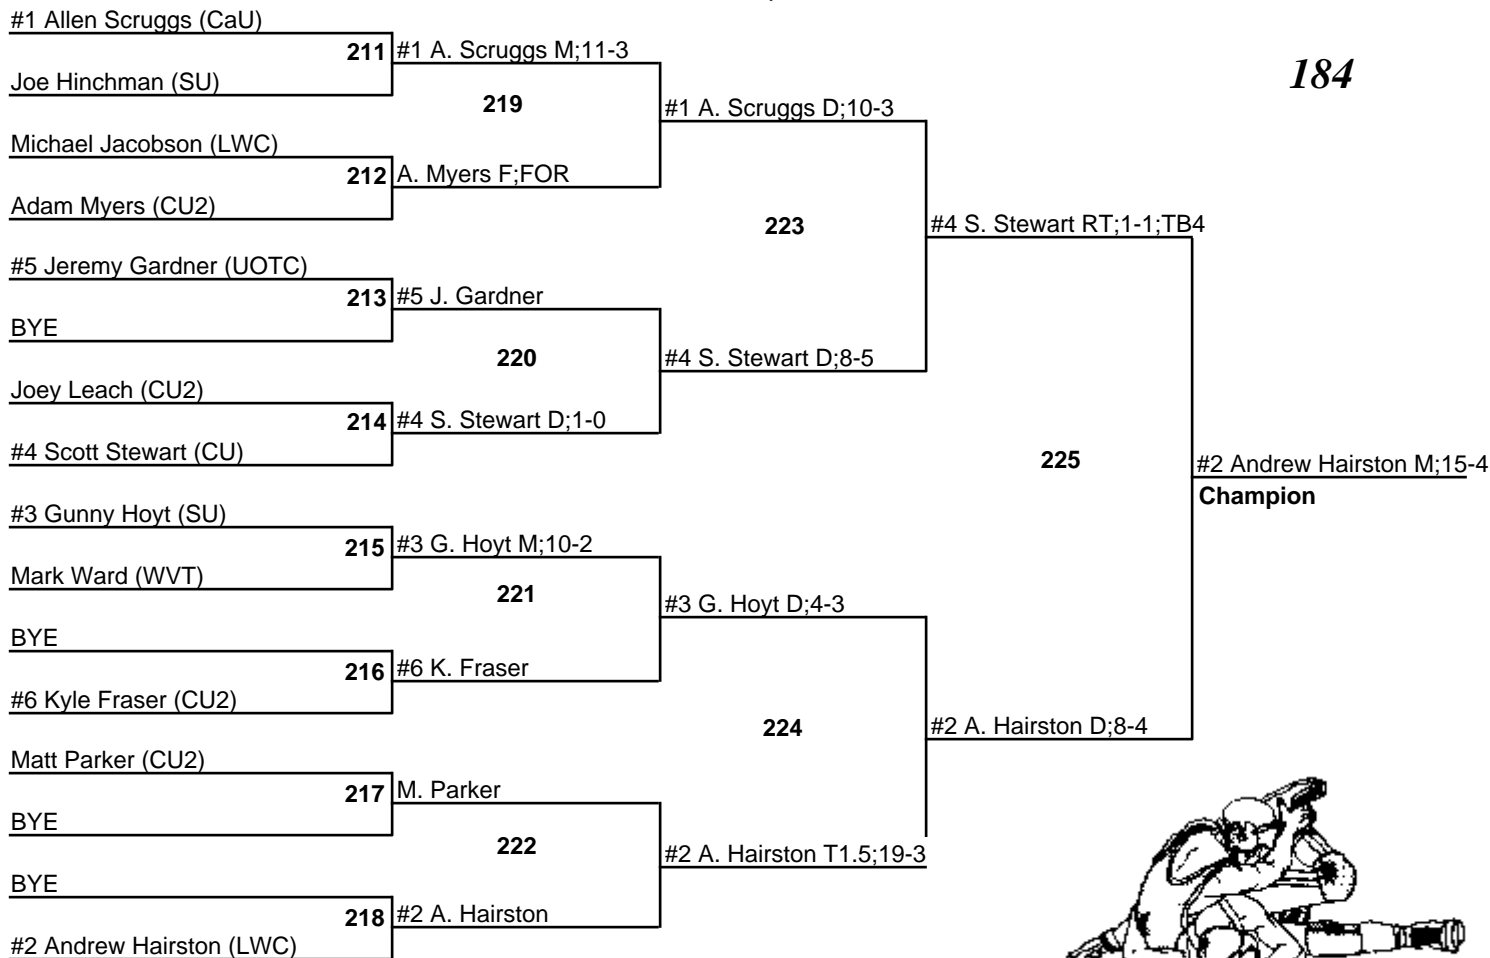 #1 Allen Scruggs (CaU)
211 #1 A. Scruggs M;11-3
184
Joe Hinchman (SU)
219
#1 A. Scruggs D;10-3
Michael Jacobson (LWC)
212 A. Myers F;FOR
Adam Myers (CU2)
223
#4 S. Stewart RT;1-1;TB4
#5 Jeremy Gardner (UOTC)
213 #5 J. Gardner
BYE
220
#4 S. Stewart D;8-5
Joey Leach (CU2)
214 #4 S. Stewart D;1-0
#4 Scott Stewart (CU)
225
#2 Andrew Hairston M;15-4
Champion
#3 Gunny Hoyt (SU)
215 #3 G. Hoyt M;10-2
Mark Ward (WVT)
221
#3 G. Hoyt D;4-3
BYE
216 #6 K. Fraser
#6 Kyle Fraser (CU2)
224
#2 A. Hairston D;8-4
Matt Parker (CU2)
217 M. Parker
BYE
222
#2 A. Hairston T1.5;19-3
BYE
218 #2 A. Hairston
#2 Andrew Hairston (LWC)